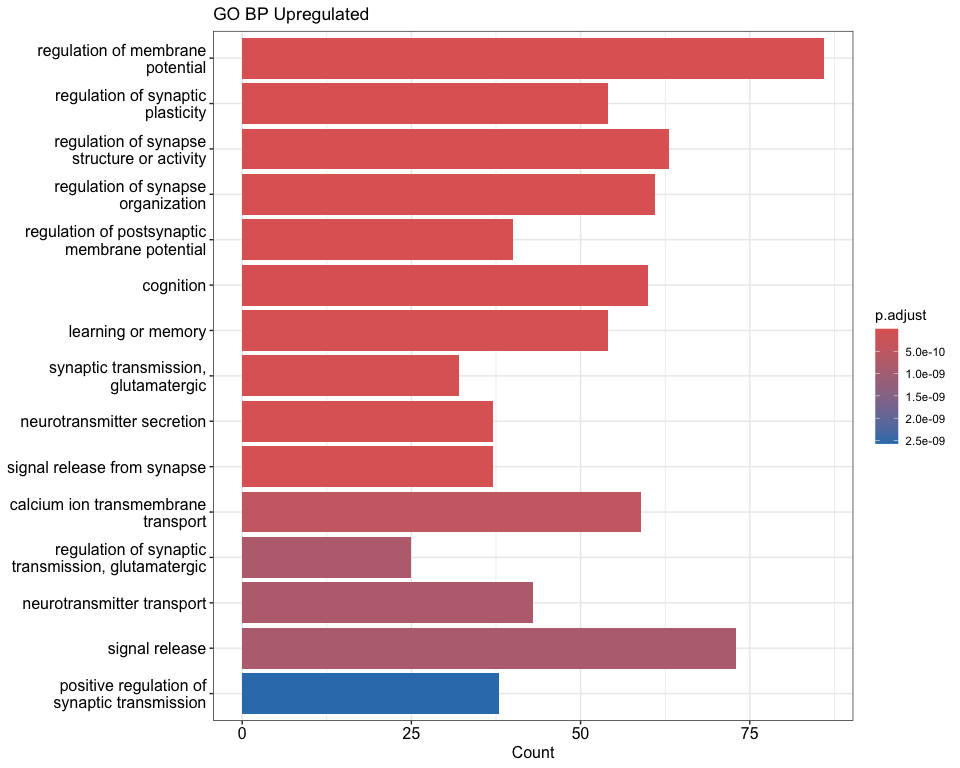 GO BP Upregulated
regulation of membrane
potential
regulation of synaptic
plasticity
regulation of synapse
structure or activity
regulation of synapse
organization
regulation of postsynaptic
membrane potential
cognition
learning or memory
synaptic transmission,
glutamatergic
neurotransmitter secretion
signal release from synapse
calcium ion transmembrane
transport
regulation of synaptic
transmission, glutamatergic
neurotransmitter transport
signal release
positive regulation of
synaptic transmission
0 25 50 75
Count
p.adjust
5.0e-10
1.0e-09
1.5e-09
2.0e-09
2.5e-09